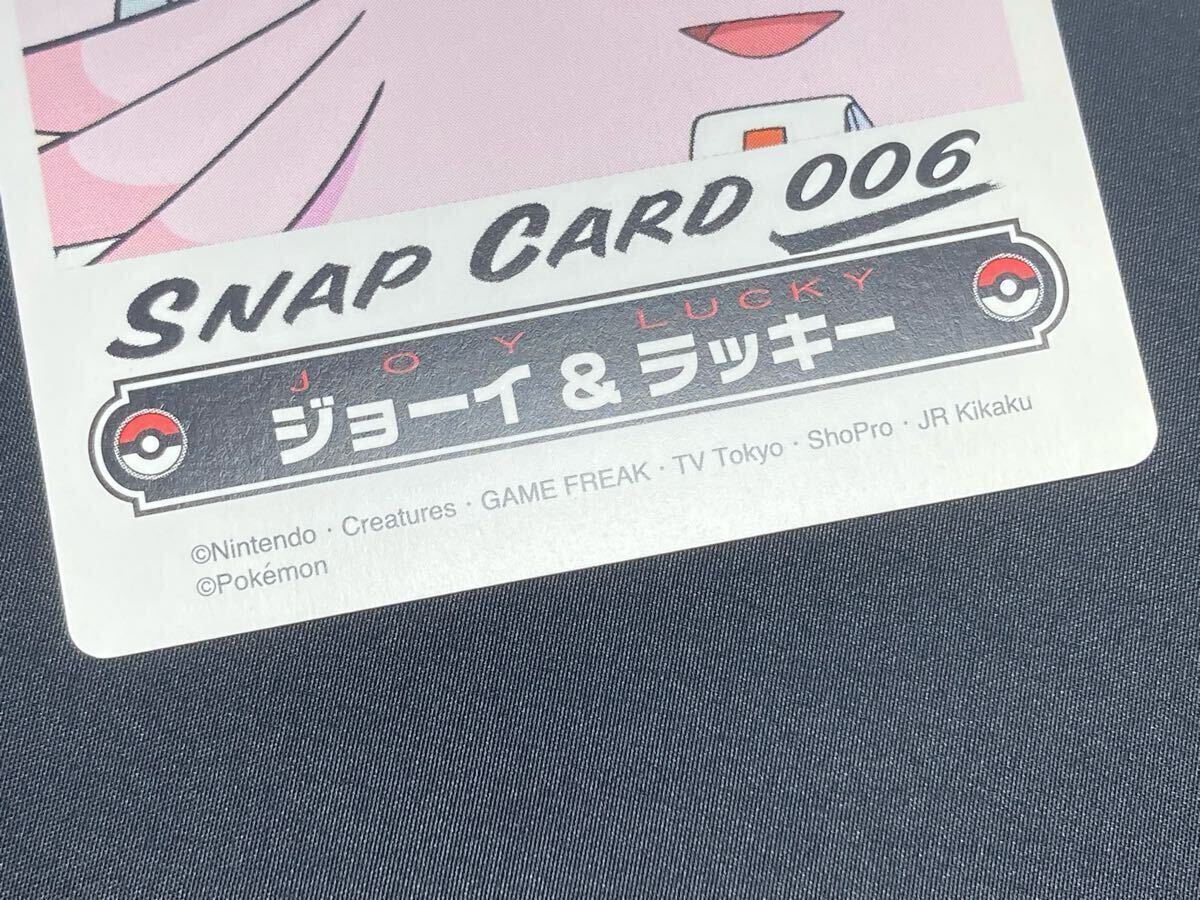 SNAP CARD 006
JOY LUCKY
ジョーイ & ラッキー
©Nintendo · Creatures · GAME FREAK · TV Tokyo · ShoPro · JR Kikaku
©Pokémon